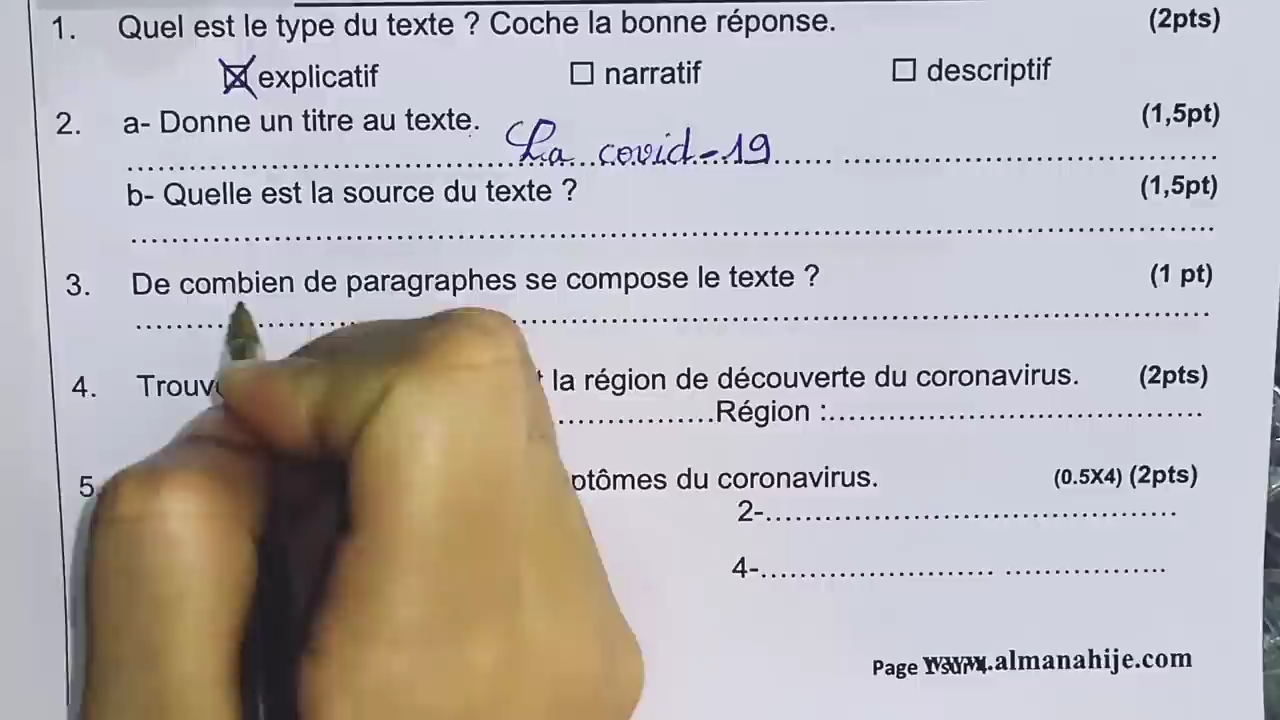 1. Quel est le type du texte ? Coche la bonne réponse. (2pts)
explicatif narratif descriptif
2. a- Donne un titre au texte. (1,5pt)
La covid-19
b- Quelle est la source du texte ? (1,5pt)
3. De combien de paragraphes se compose le texte ? (1 pt)
4. la région de découverte du coronavirus. (2pts)
Région :
5 du coronavirus. (0.5X4) (2pts)
2-
4-
Page www.almanahije.com